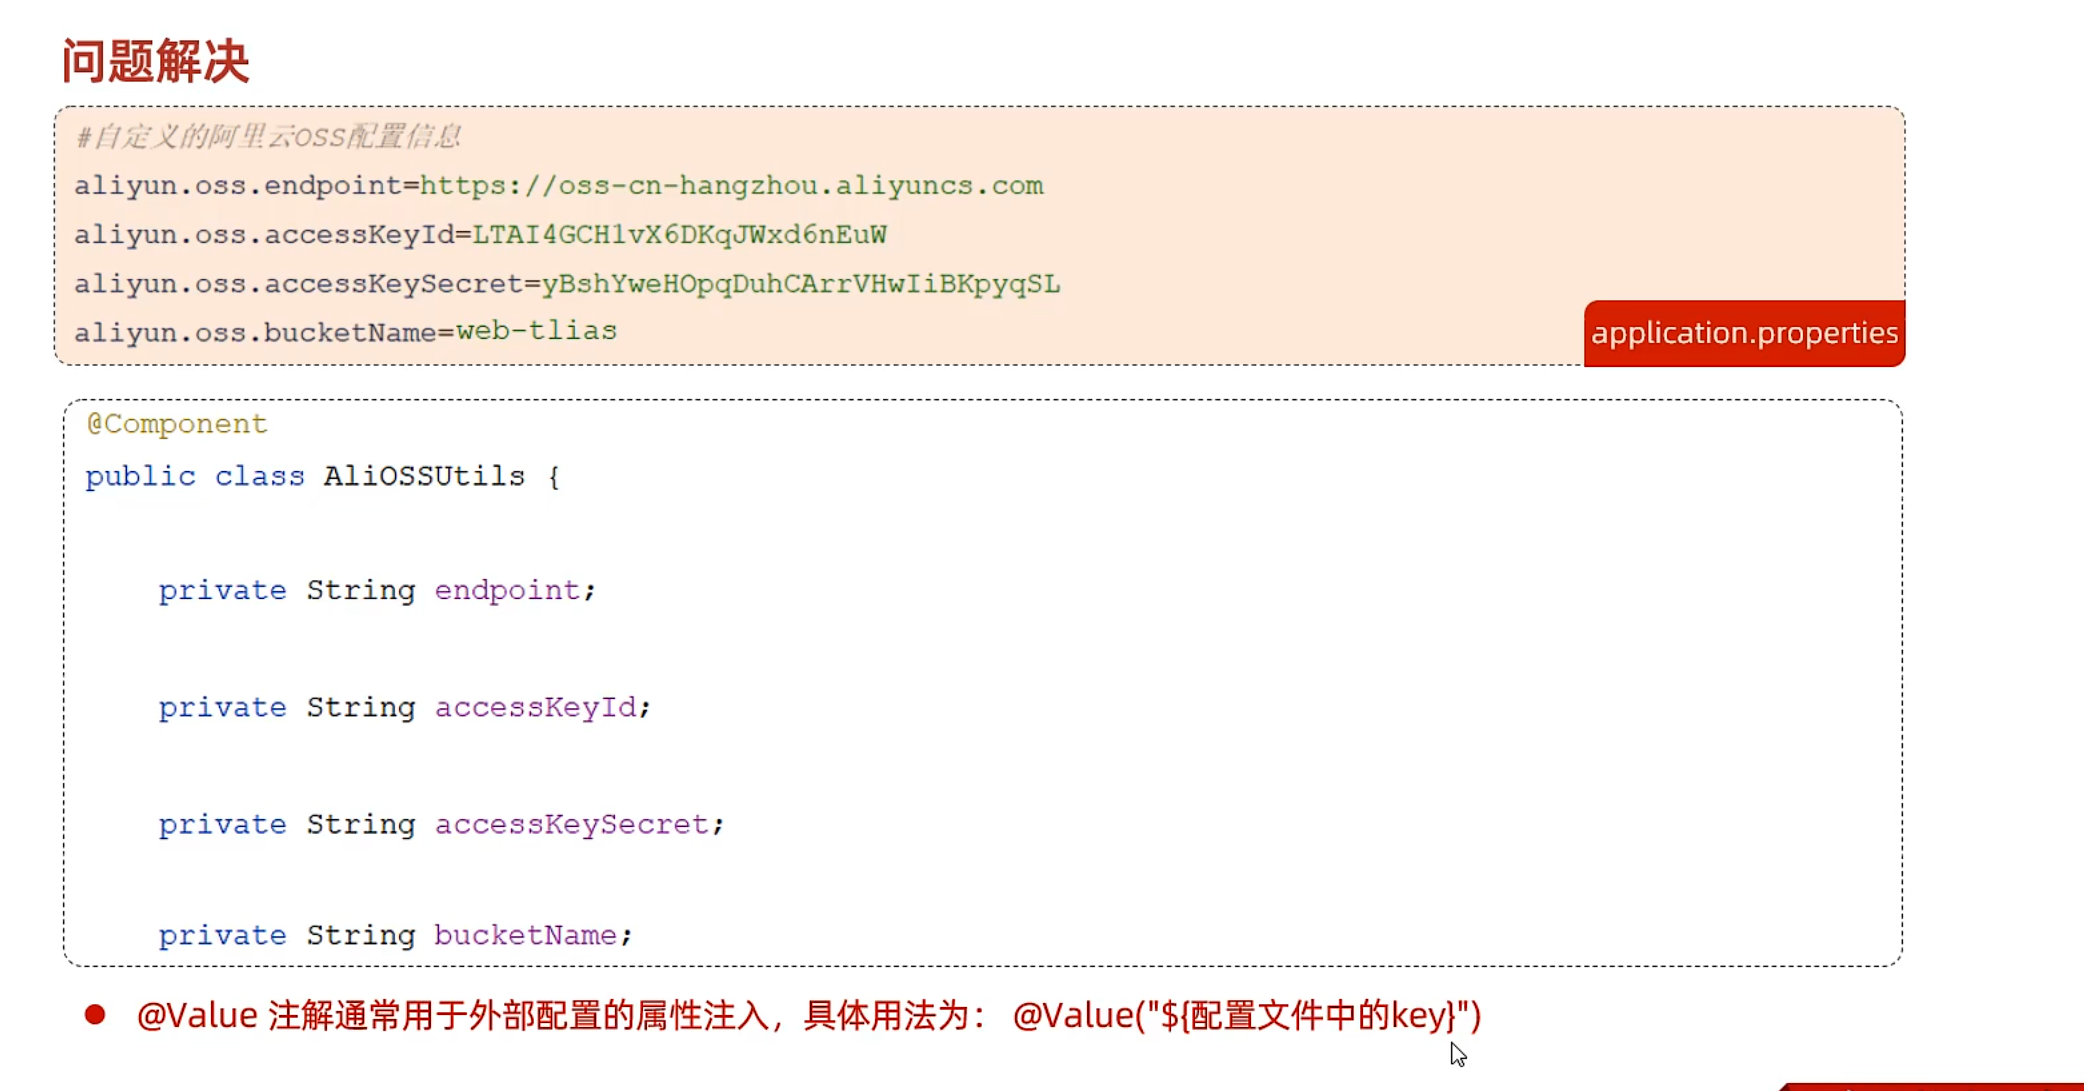 问题解决
#自定义的阿里云OSS配置信息
aliyun.oss.endpoint=https://oss-cn-hangzhou.aliyuncs.com
aliyun.oss.accessKeyId=LTAI4GCH1vX6DKqJWxd6nEuW
aliyun.oss.accessKeySecret=yBshYweHOpqDuhCArrVHwIiBKpyqSL
aliyun.oss.bucketName=web-tlias
application.properties
@Component
public class AliOSSUtils {
private String endpoint;
private String accessKeyId;
private String accessKeySecret;
private String bucketName;
@Value 注解通常用于外部配置的属性注入，具体用法为： @Value("${配置文件中的key}")